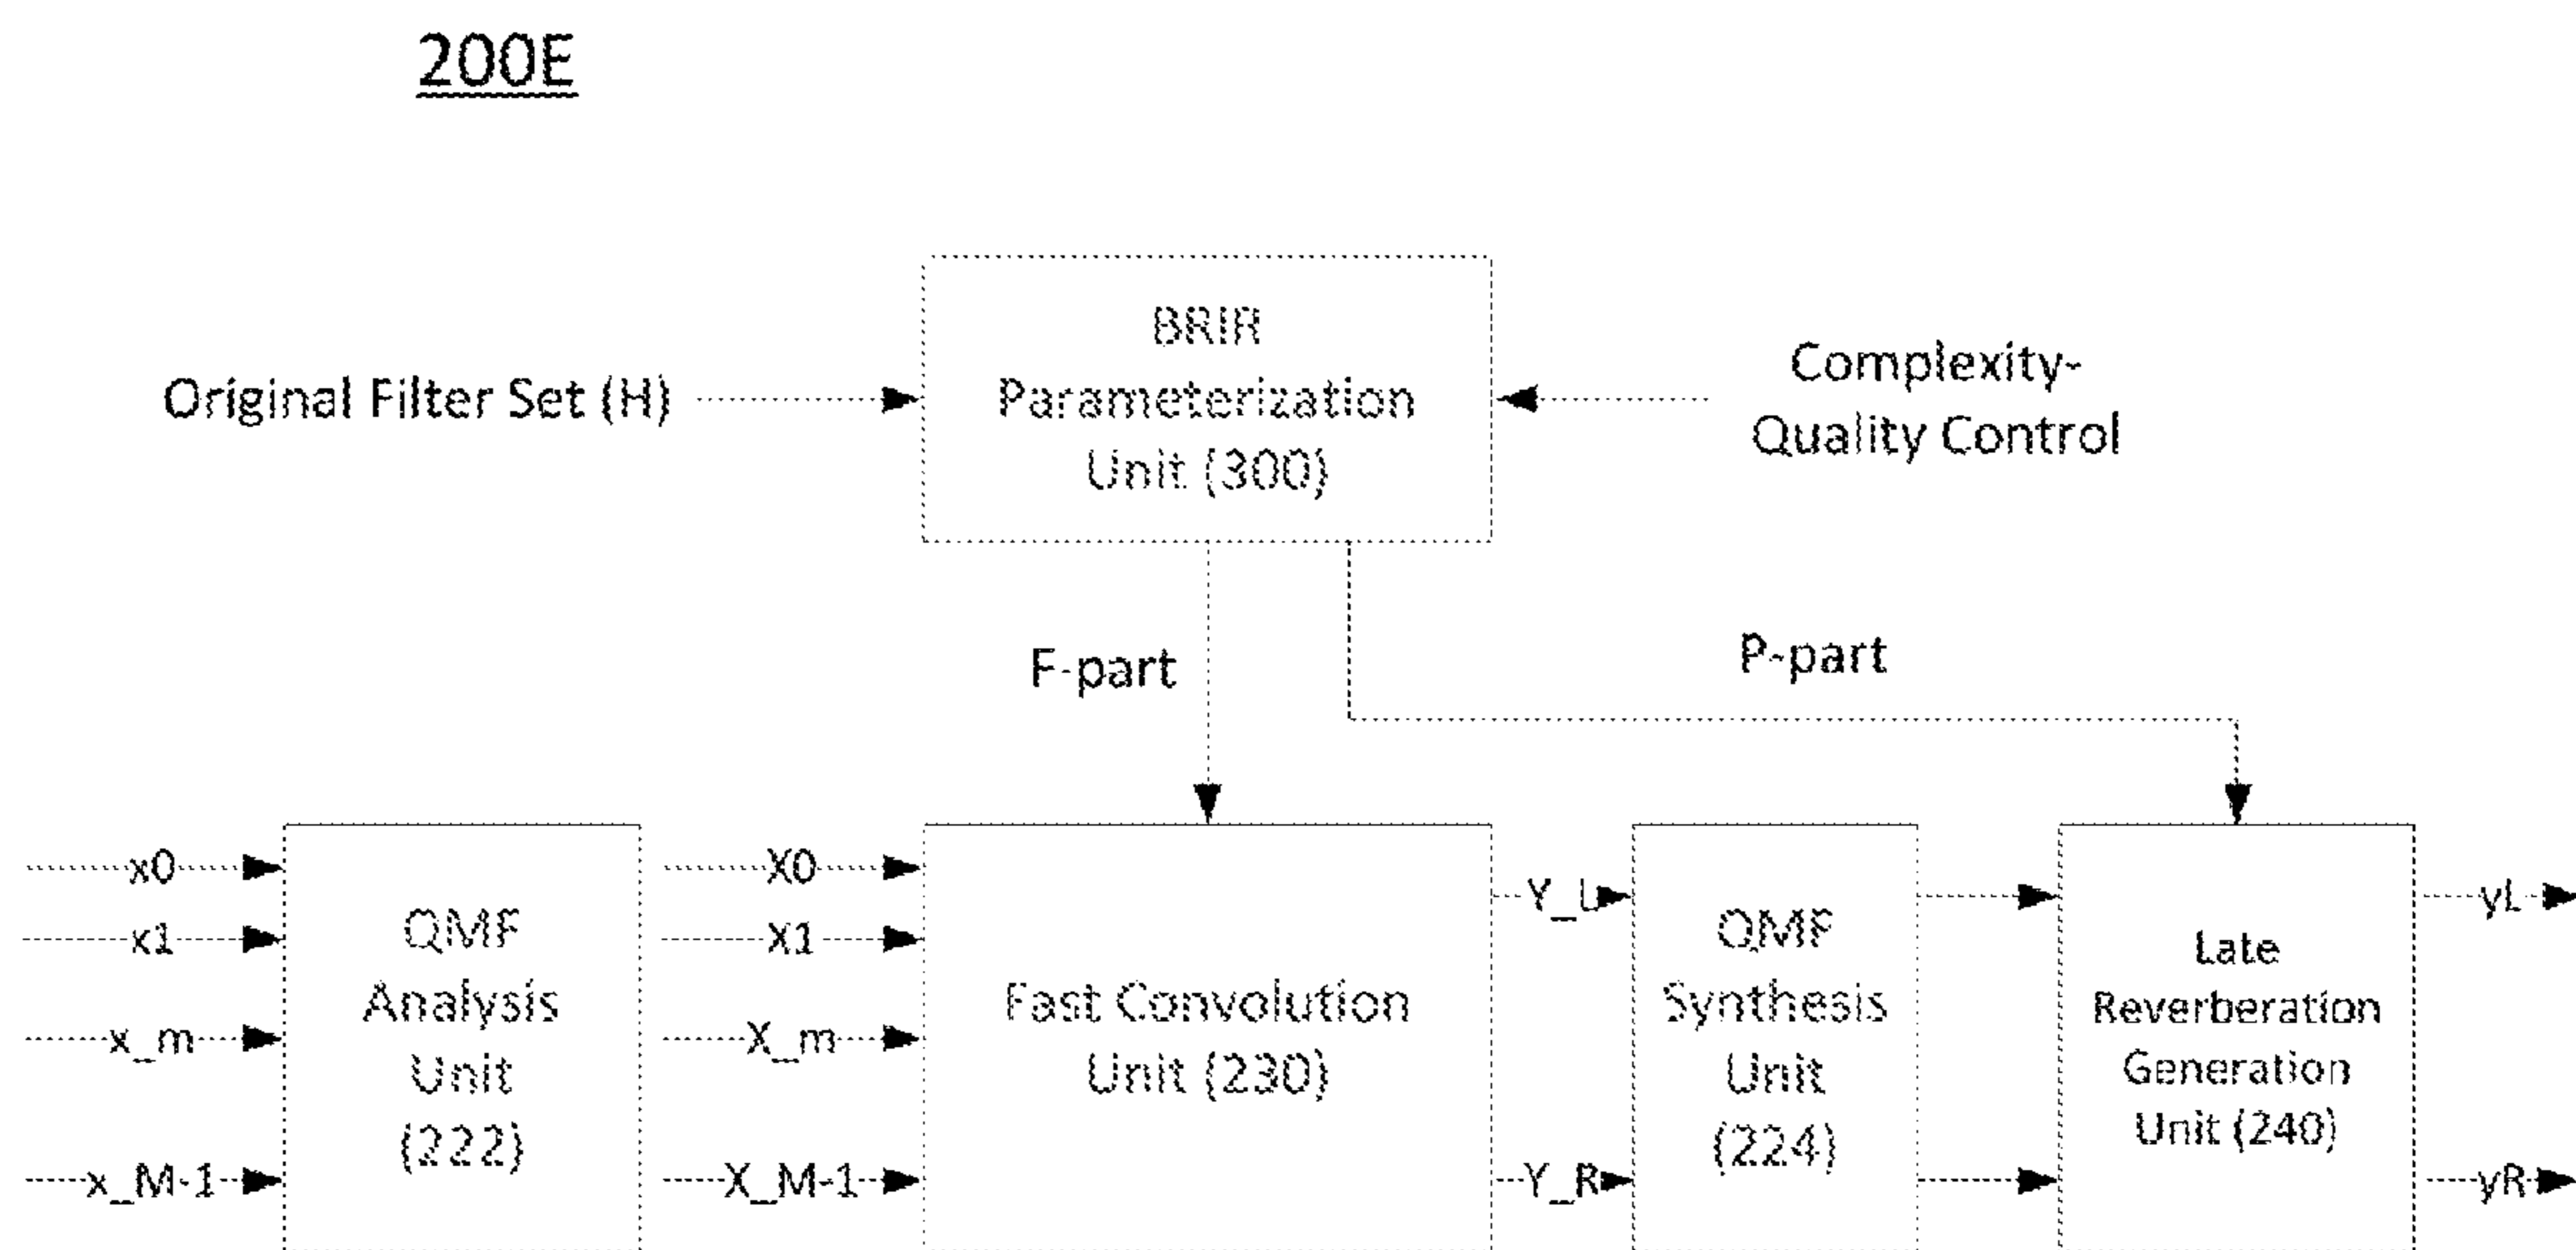 200E
BRIR
Parameterization
Unit (300)
Original Filter Set (H)
Complexity-
Quality Control
F-part
P-part
x0
x1
x_m
x_M-1
QMF
Analysis
Unit
(222)
X0
X1
X_m
X_M-1
Fast Convolution
Unit (230)
Y_L
Y_R
QMF
Synthesis
Unit
(224)
Late
Reverberation
Generation
Unit (240)
yL
yR